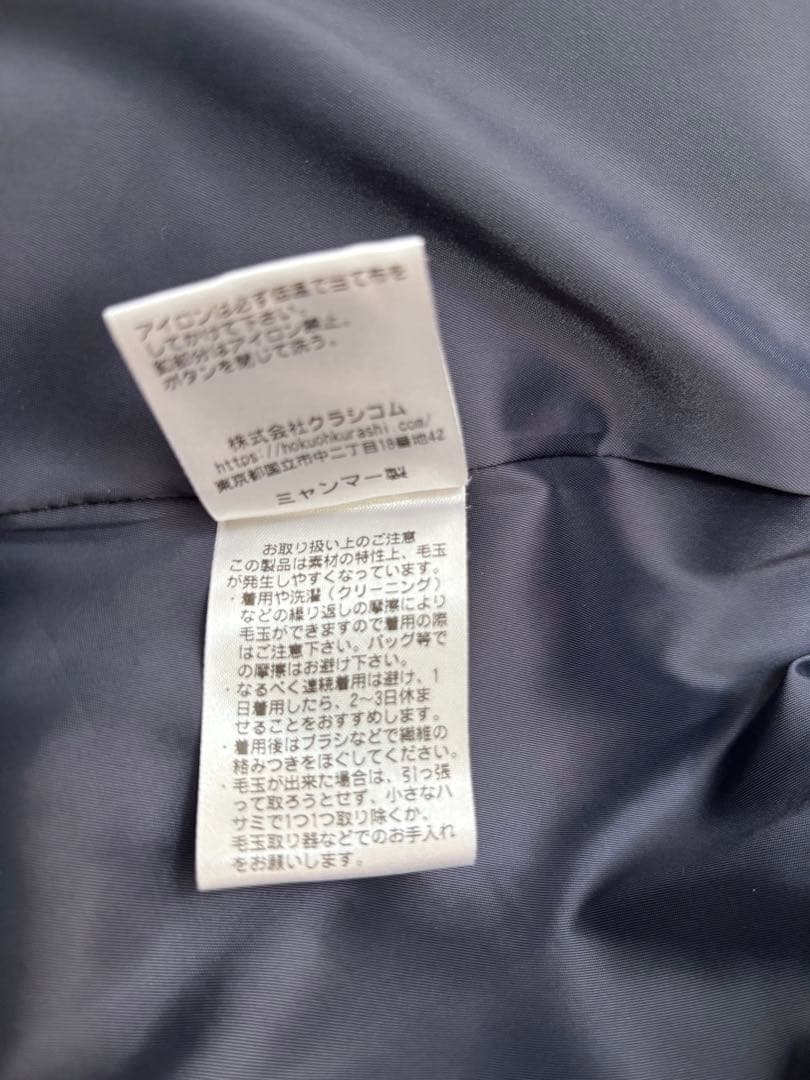 アイロンは必ず低温で当て布を
してかけて下さい。
釦部分はアイロン禁止。
ボタンを閉じて洗う。
株式会社クラシコム
https://hokuohkurashi.com/
東京都国立市中二丁目18番地42
ミャンマー製
お取り扱い上のご注意
この製品は素材の特性上、毛玉
が発生しやすくなっています。
・着用や洗濯(クリーニング)
などの繰り返しの摩擦により
毛玉ができますので着用の際
はご注意下さい。バッグ等で
の摩擦はお避け下さい。
・なるべく連続着用は避け、1
日着用したら、2〜3日休ま
せることをおすすめします。
・着用後はブラシなどで繊維の
絡みつきをほぐしてください。
・毛玉が出来た場合は、引っ張
って取ろうとせず、小さなハ
サミで1つ1つ取り除くか、
毛玉取り器などでのお手入れ
をお願いします。